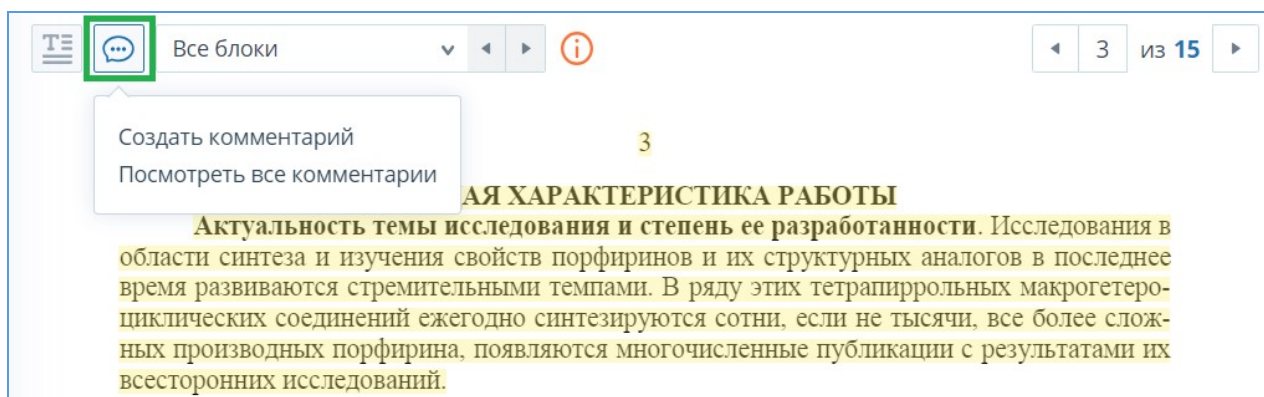 Все блоки
3 из 15
Создать комментарий
Посмотреть все комментарии
3
АЯ ХАРАКТЕРИСТИКА РАБОТЫ
Актуальность темы исследования и степень ее разработанности. Исследования в
области синтеза и изучения свойств порфиринов и их структурных аналогов в последнее
время развиваются стремительными темпами. В ряду этих тетрапиррольных макрогетеро-
циклических соединений ежегодно синтезируются сотни, если не тысячи, все более слож-
ных производных порфирина, появляются многочисленные публикации с результатами их
всесторонних исследований.